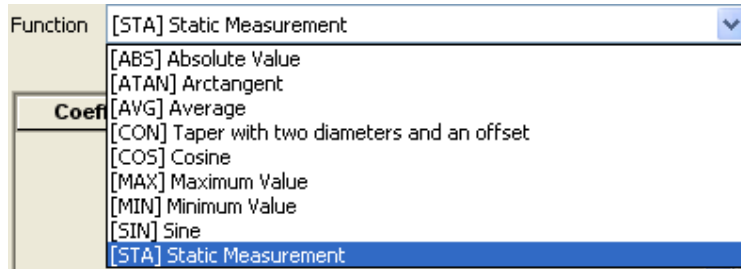 Function [STA] Static Measurement
[ABS] Absolute Value
[ATAN] Arctangent
[AVG] Average
Coeff
[CON] Taper with two diameters and an offset
[COS] Cosine
[MAX] Maximum Value
[MIN] Minimum Value
[SIN] Sine
[STA] Static Measurement